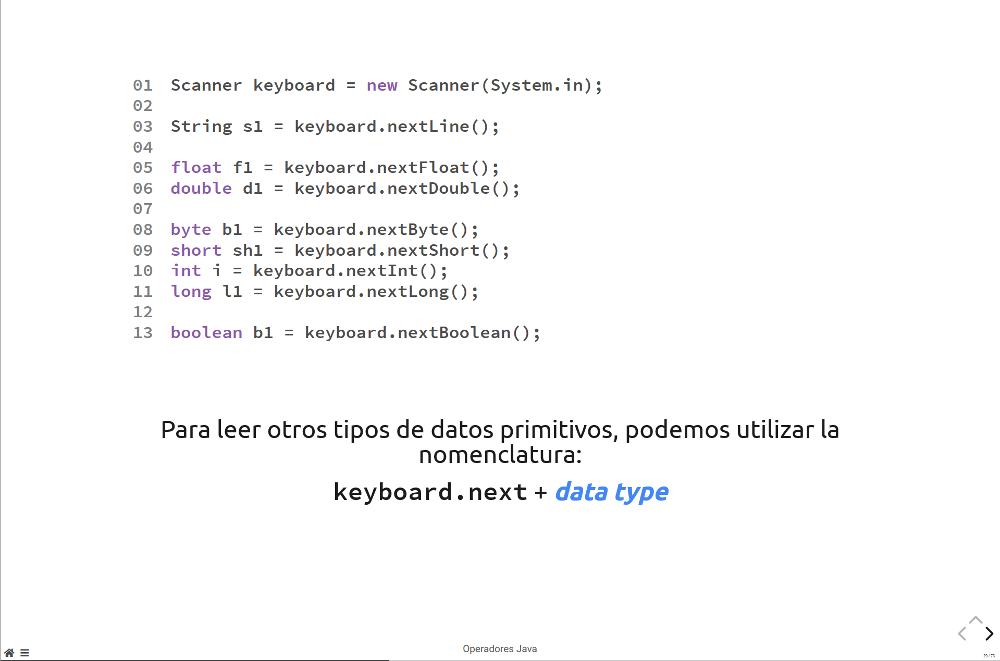 01 Scanner keyboard = new Scanner(System.in);
02
03 String s1 = keyboard.nextLine();
04
05 float f1 = keyboard.nextFloat();
06 double d1 = keyboard.nextDouble();
07
08 byte b1 = keyboard.nextByte();
09 short sh1 = keyboard.nextShort();
10 int i = keyboard.nextInt();
11 long l1 = keyboard.nextLong();
12
13 boolean b1 = keyboard.nextBoolean();
Para leer otros tipos de datos primitivos, podemos utilizar la
nomenclatura:
keyboard.next + data type
Operadores Java
29 / 73